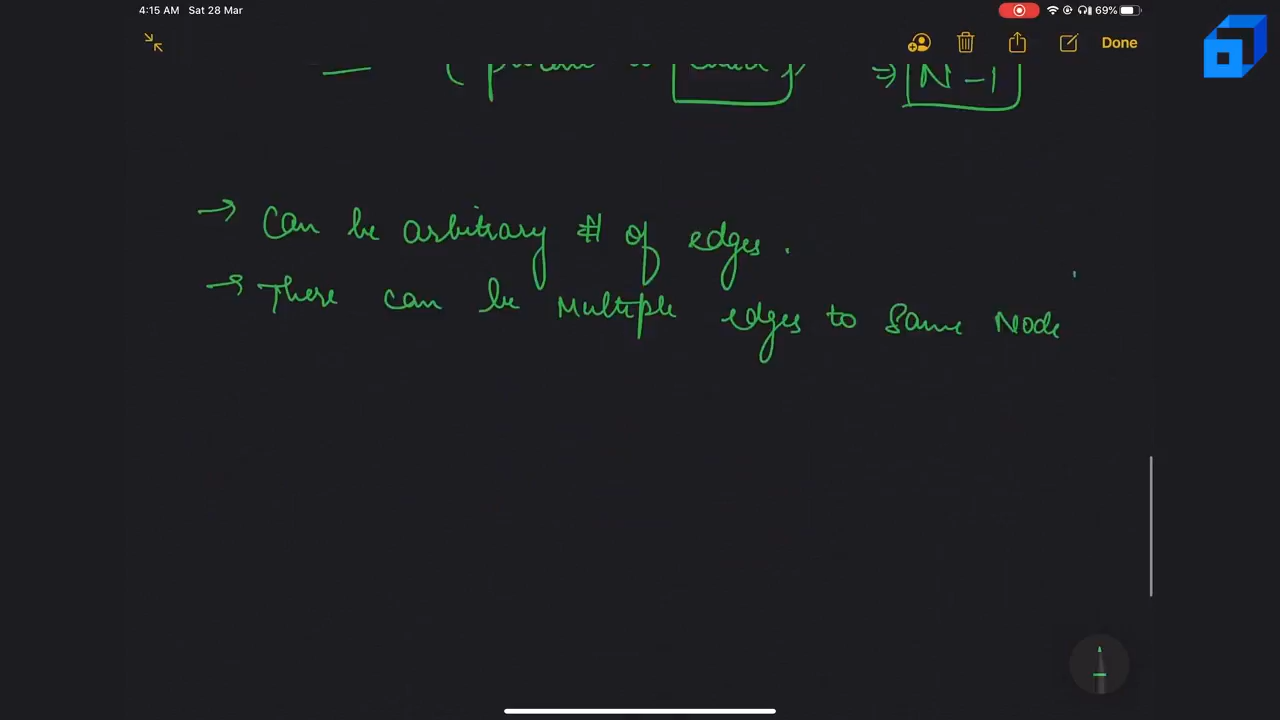 4:15 AM Sat 28 Mar
69%
Done
⇒ N-1
→ Can be arbitrary # of edges.
→ There can be Multiple edges to Same Node